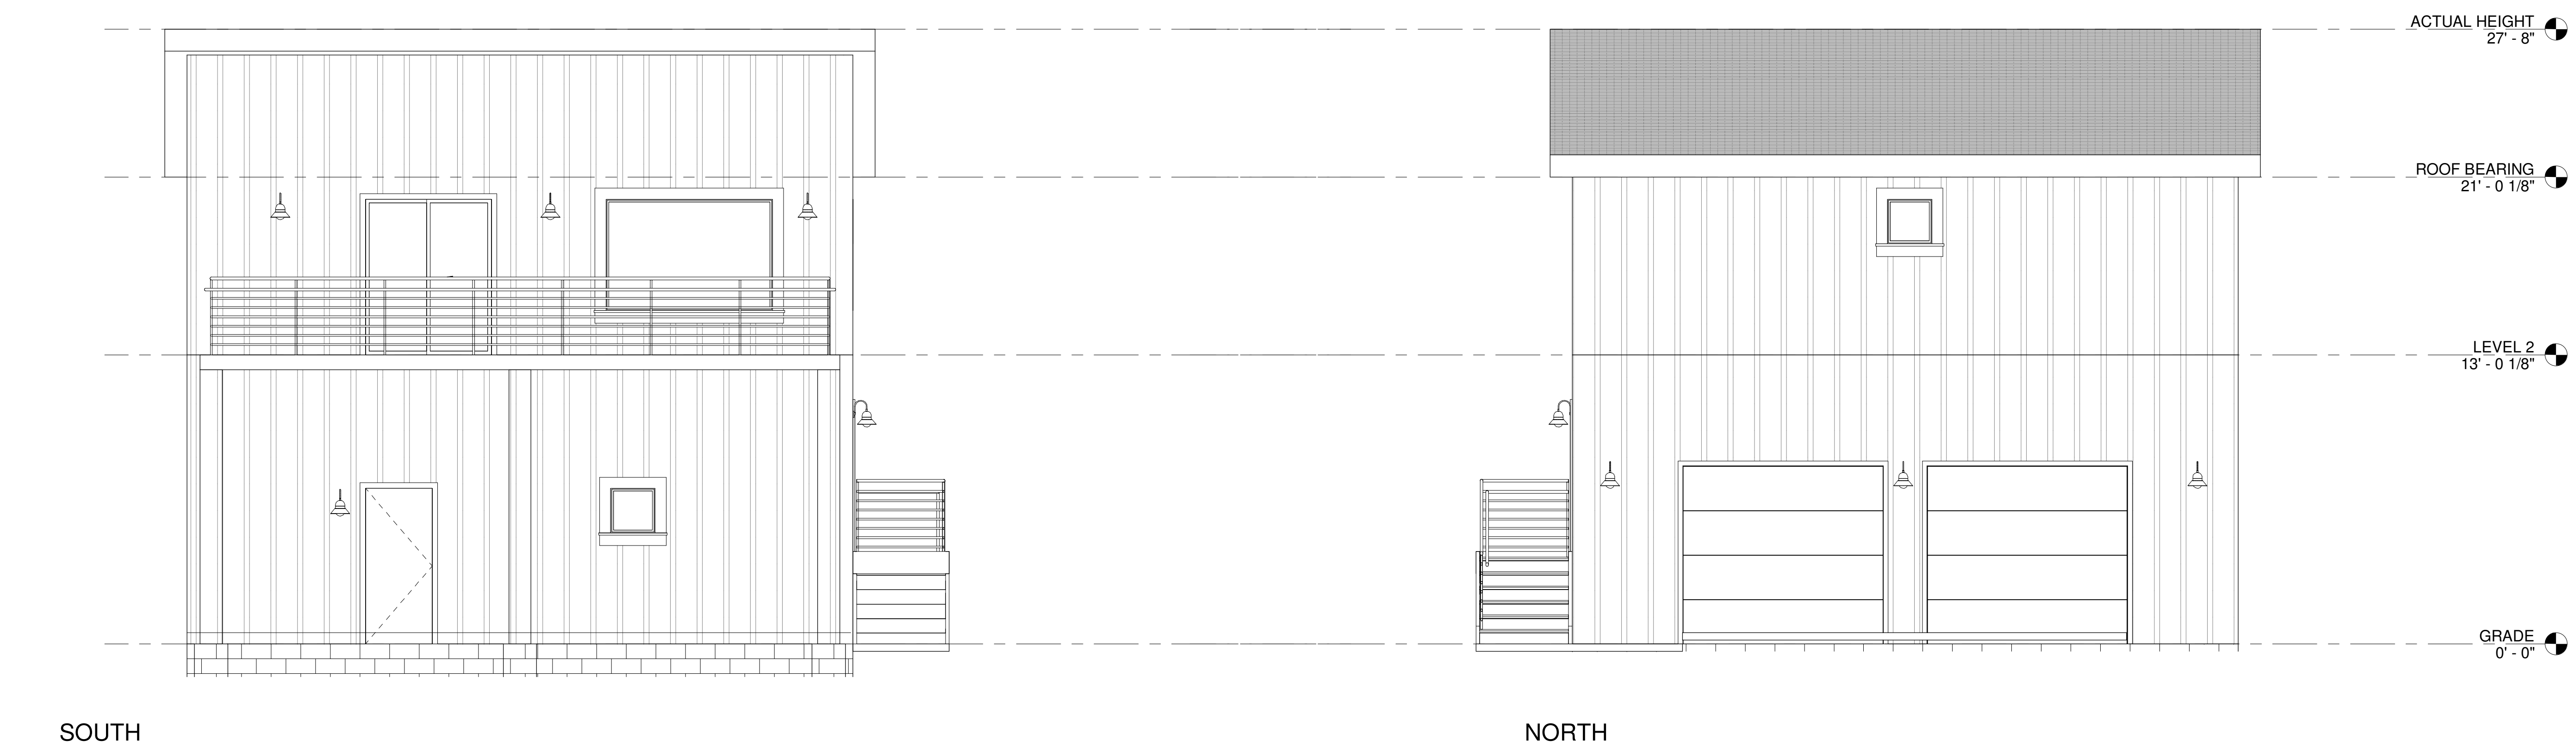 ACTUAL HEIGHT
27' - 8"
ROOF BEARING
21' - 0 1/8"
LEVEL 2
13' - 0 1/8"
GRADE
0' - 0"
SOUTH
NORTH